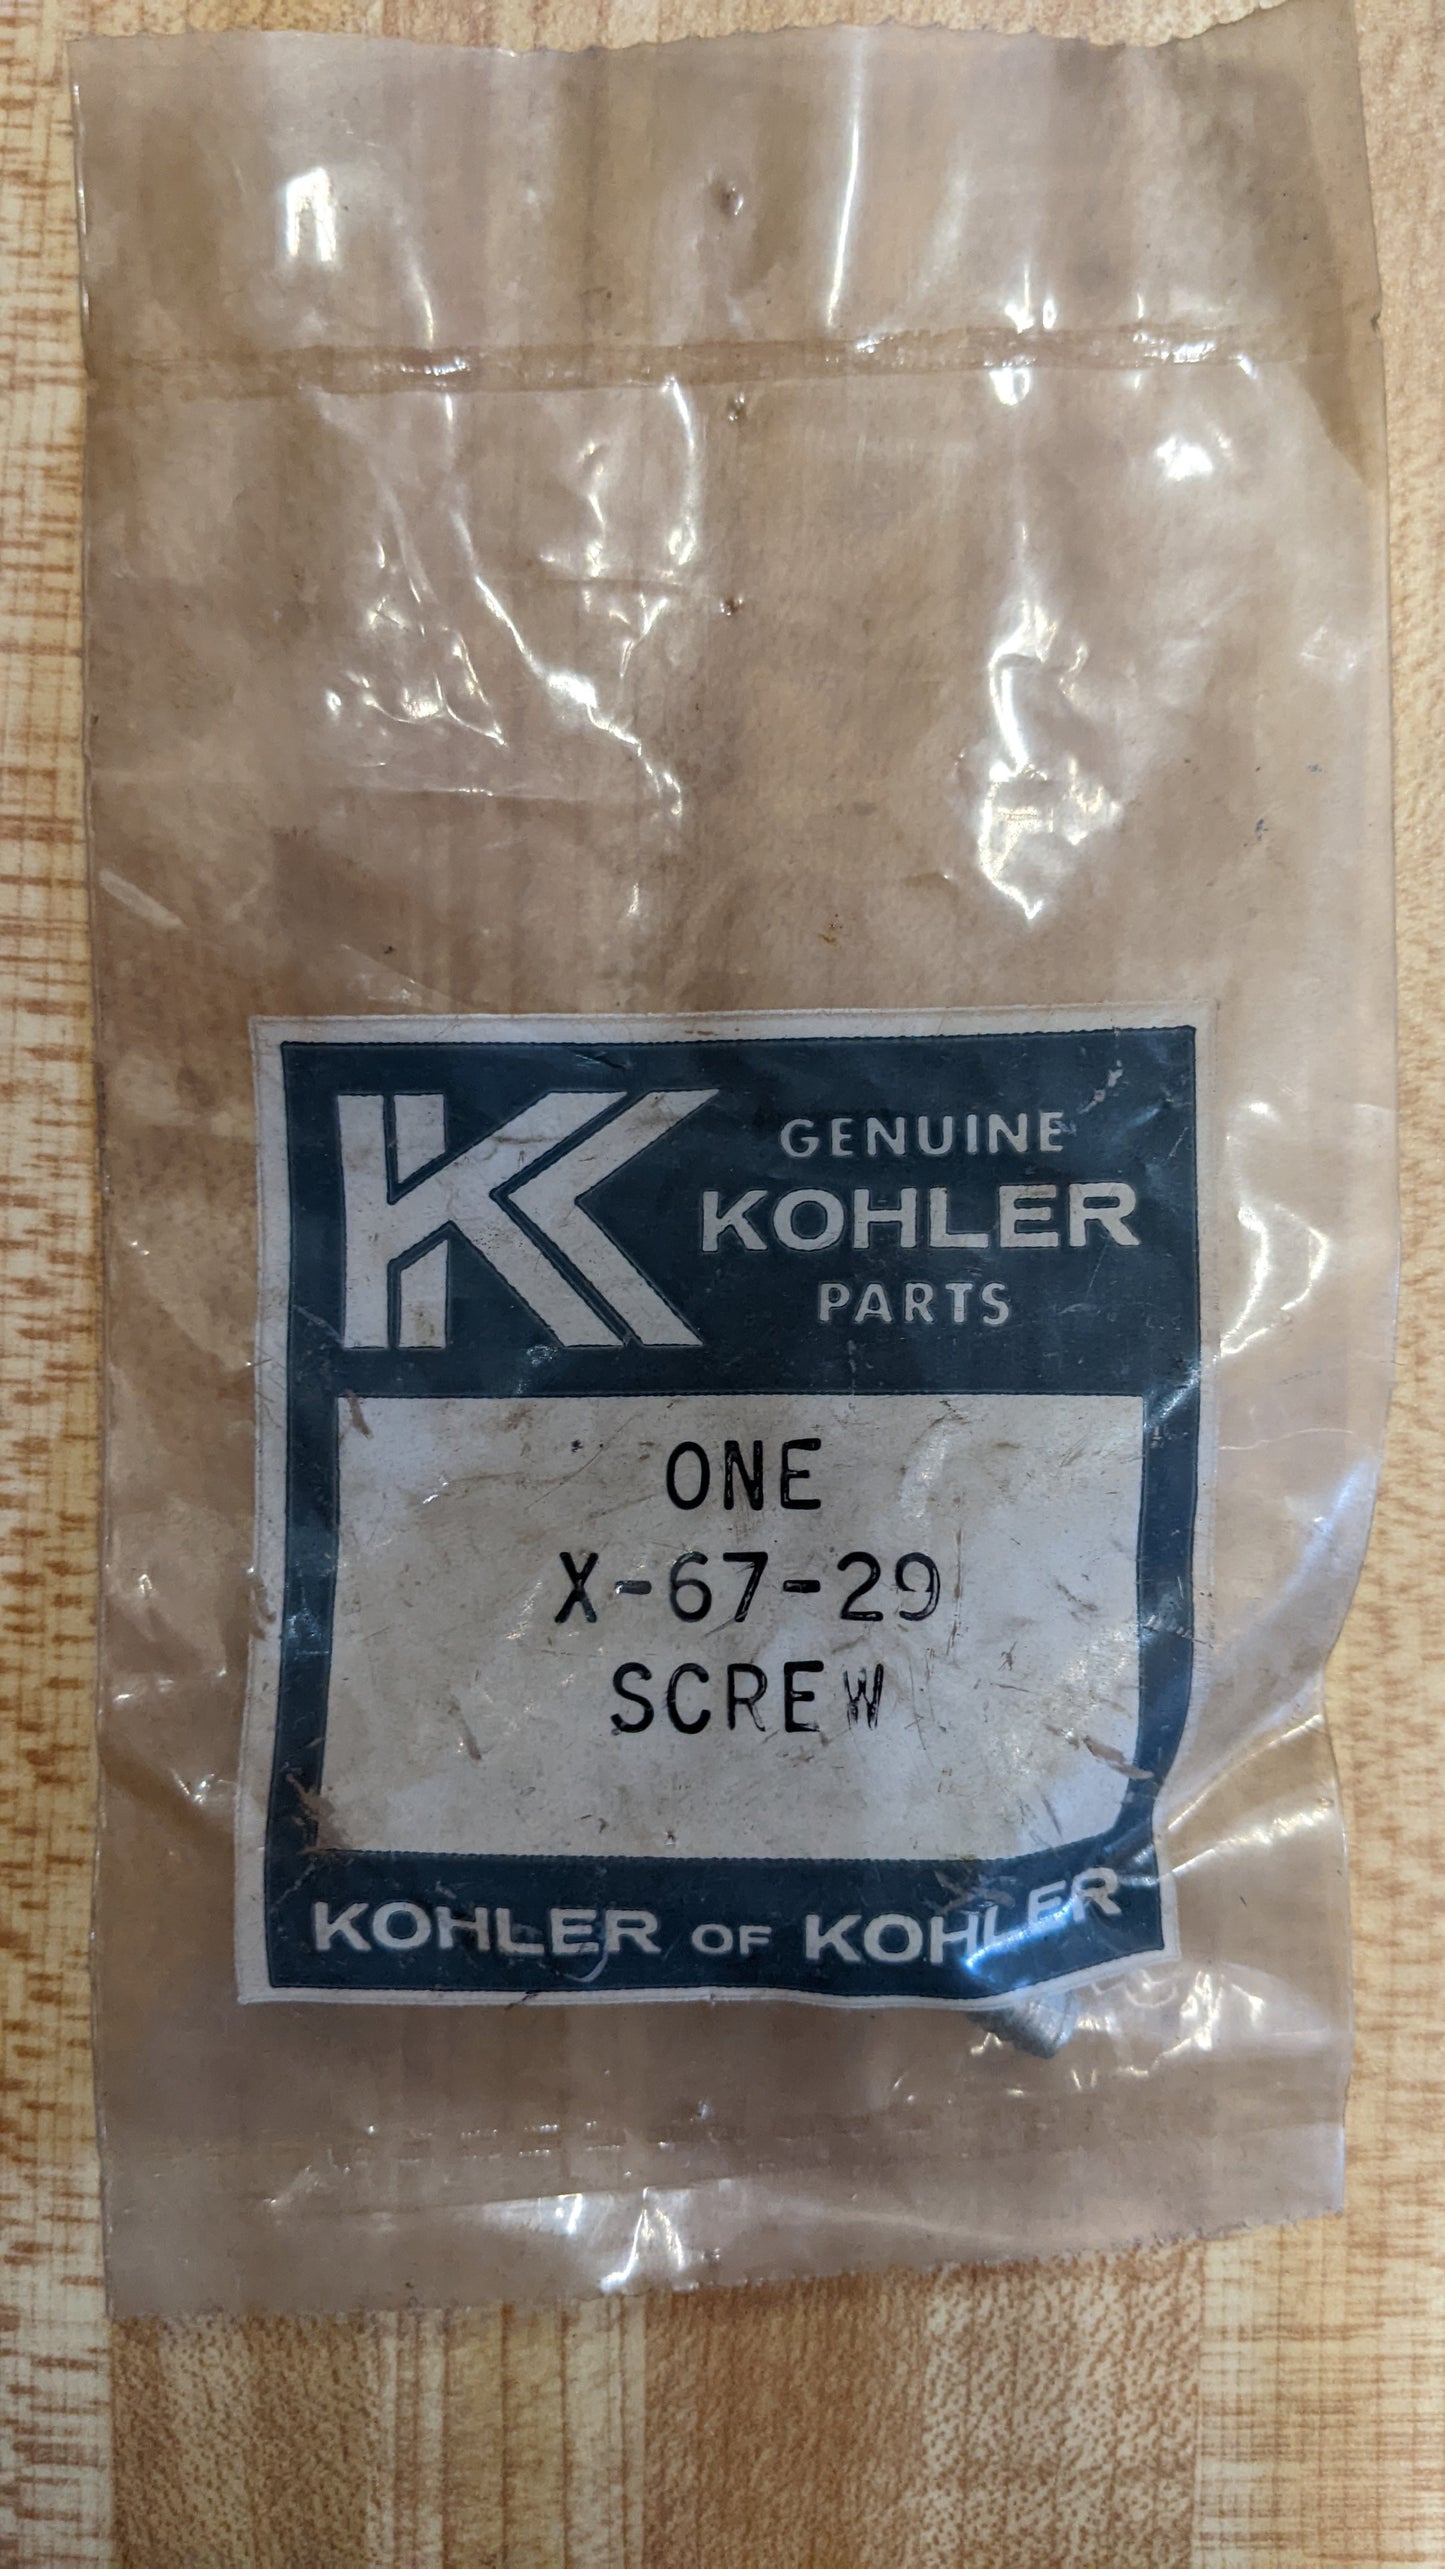 K
GENUINE
KOHLER
PARTS
ONE
X-67-29
SCREW
KOHLER OF KOHLER